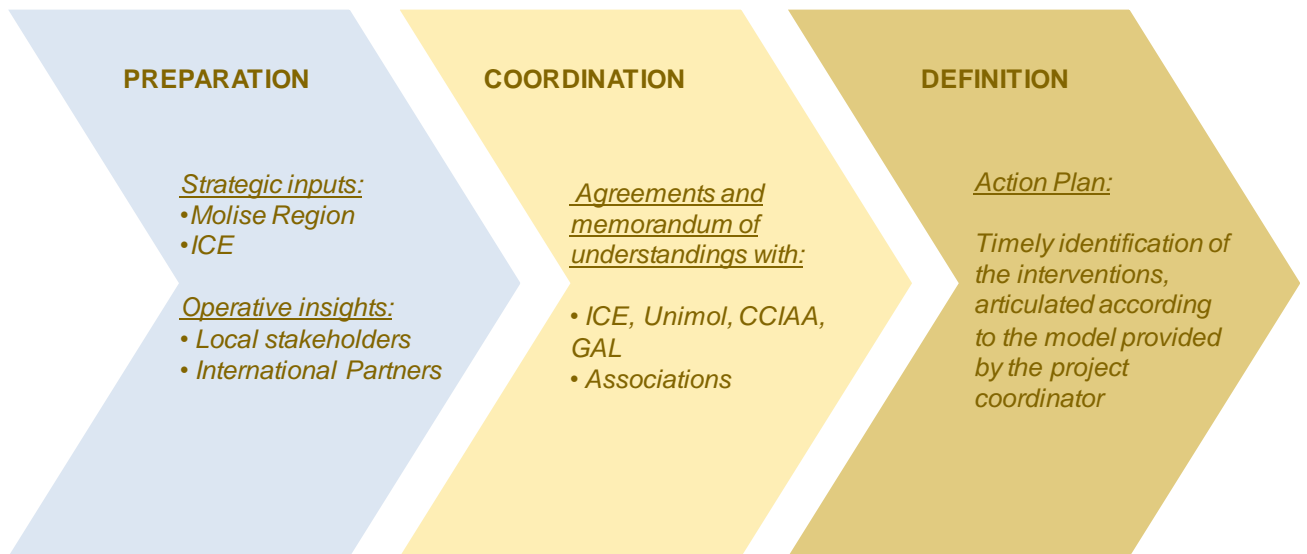 PREPARATION
Strategic inputs:
•Molise Region
•ICE
Operative insights:
• Local stakeholders
• International Partners
COORDINATION
Agreements and
memorandum of
understandings with:
• ICE, Unimol, CCIAA,
GAL
• Associations
DEFINITION
Action Plan:
Timely identification of
the interventions,
articulated according
to the model provided
by the project
coordinator